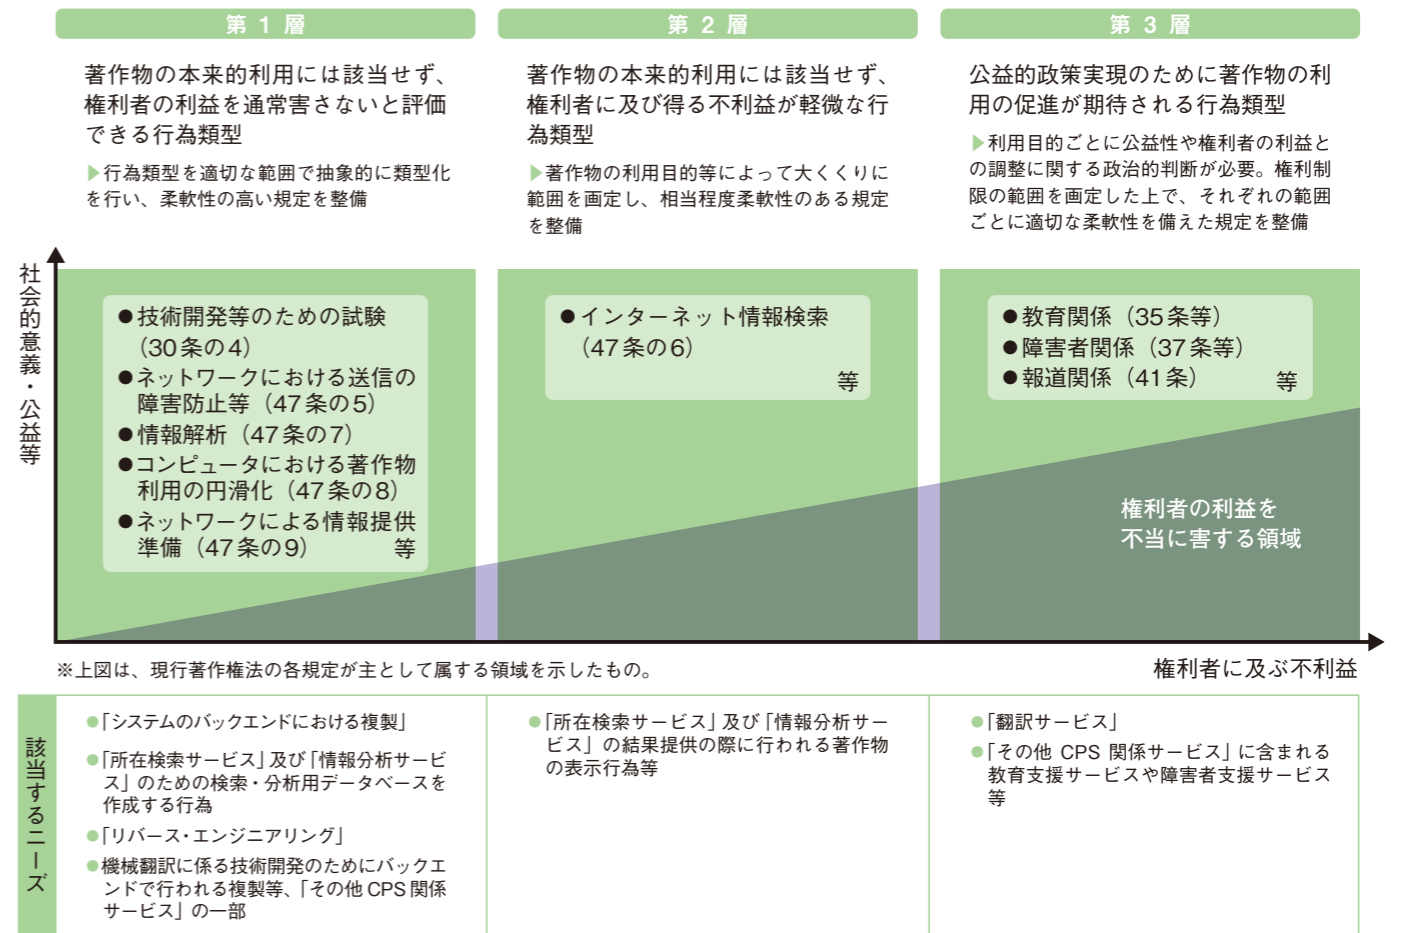 第 1 層
著作物の本来的利用には該当せず、
権利者の利益を通常害さないと評価
できる行為類型
▶行為類型を適切な範囲で抽象的に類型化
を行い、柔軟性の高い規定を整備
第 2 層
著作物の本来的利用には該当せず、
権利者に及び得る不利益が軽微な行
為類型
▶著作物の利用目的等によって大くくりに
範囲を画定し、相当程度柔軟性のある規定
を整備
第 3 層
公益的政策実現のために著作物の利
用の促進が期待される行為類型
▶利用目的ごとに公益性や権利者の利益と
の調整に関する政治的判断が必要。権利制
限の範囲を画定した上で、それぞれの範囲
ごとに適切な柔軟性を備えた規定を整備
社会的意義・公益等
●技術開発等のための試験
（30条の4）
●ネットワークにおける送信の
障害防止等（47条の5）
●情報解析（47条の7）
●コンピュータにおける著作物
利用の円滑化（47条の8）
●ネットワークによる情報提供
準備（47条の9） 等
●インターネット情報検索
（47条の6）
等
●教育関係（35条等）
●障害者関係（37条等）
●報道関係（41条） 等
権利者の利益を
不当に害する領域
※上図は、現行著作権法の各規定が主として属する領域を示したもの。
権利者に及ぶ不利益
該当するニーズ
●「システムのバックエンドにおける複製」
●「所在検索サービス」及び「情報分析サービ
ス」のための検索・分析用データベースを
作成する行為
●「リバース・エンジニアリング」
●機械翻訳に係る技術開発のためにバックエ
ンドで行われる複製等、「その他 CPS 関係
サービス」の一部
●「所在検索サービス」及び「情報分析サー
ビス」の結果提供の際に行われる著作物
の表示行為等
●「翻訳サービス」
●「その他 CPS 関係サービス」に含まれる
教育支援サービスや障害者支援サービス
等